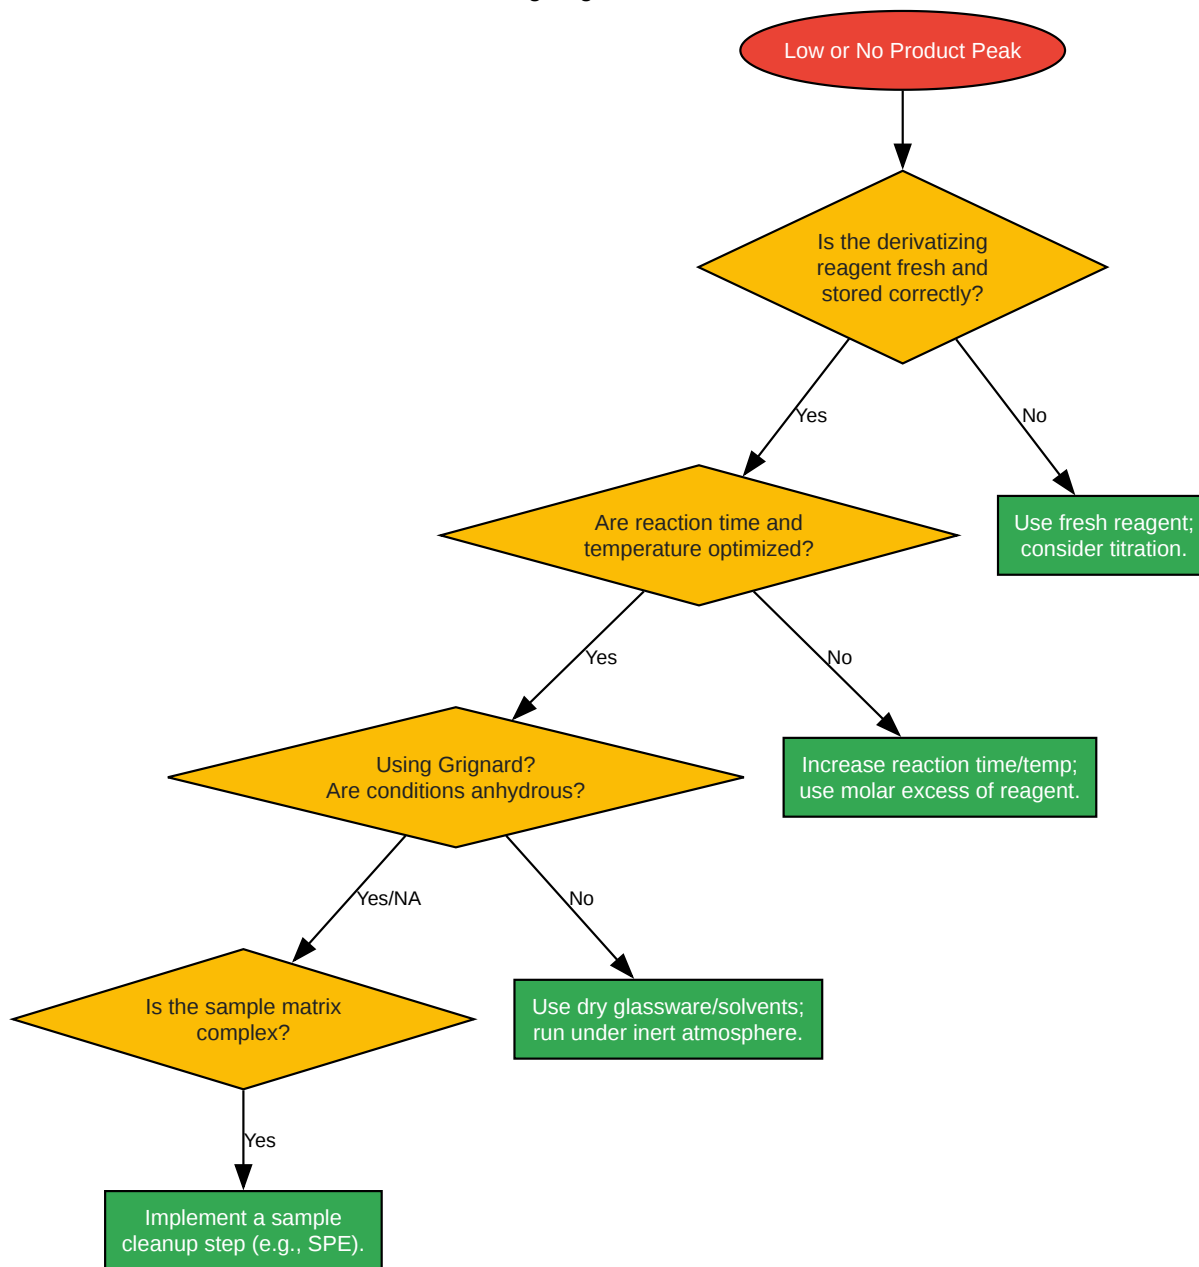 Low or No Product Peak
Is the derivatizing
reagent fresh and
stored correctly?
Yes
No
Are reaction time and
temperature optimized?
Use fresh reagent;
consider titration.
Yes
No
Using Grignard?
Are conditions anhydrous?
Increase reaction time/temp;
use molar excess of reagent.
Yes/NA
No
Is the sample matrix
complex?
Use dry glassware/solvents;
run under inert atmosphere.
Yes
Implement a sample
cleanup step (e.g., SPE).